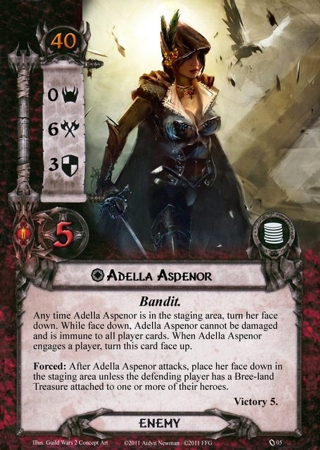 40
0
6
3
5
ADELLA ASPENOR
Bandit.
Any time Adella Aspenor is in the staging area, turn her face
down. While face down, Adella Aspenor cannot be damaged
and is immune to all player cards. When Adella Aspenor
engages a player, turn this card face up.
Forced: After Adella Aspenor attacks, place her face down in
the staging area unless the defending player has a Bree-land
Treasure attached to one or more of their heroes.
Victory 5.
ENEMY
Illus. Guild Wars 2 Concept Art ©2011 Aidyn Newman ©2011 FFG 95